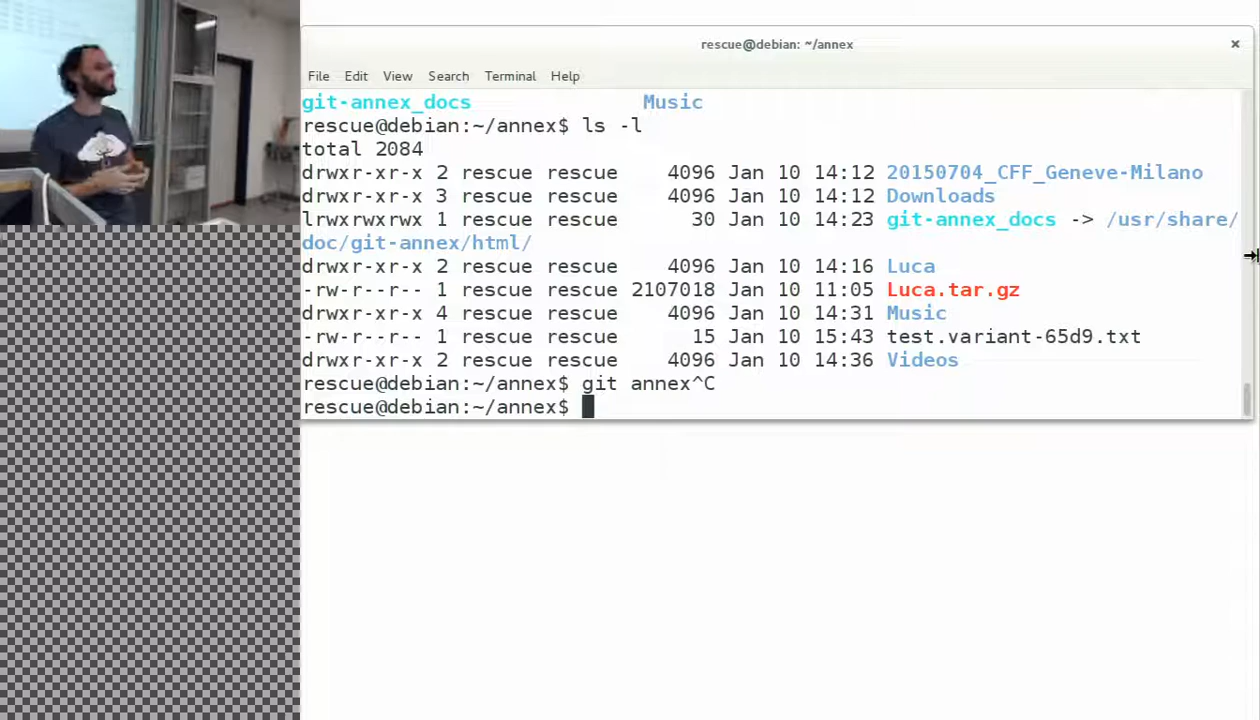 rescue@debian: ~/annex
File Edit View Search Terminal Help
git-annex_docs Music
rescue@debian:~/annex$ ls -l
total 2084
drwxr-xr-x 2 rescue rescue 4096 Jan 10 14:12 20150704_CFF_Geneve-Milano
drwxr-xr-x 3 rescue rescue 4096 Jan 10 14:12 Downloads
lrwxrwxrwx 1 rescue rescue 30 Jan 10 14:23 git-annex_docs -> /usr/share/
doc/git-annex/html/
drwxr-xr-x 2 rescue rescue 4096 Jan 10 14:16 Luca
-rw-r--r-- 1 rescue rescue 2107018 Jan 10 11:05 Luca.tar.gz
drwxr-xr-x 4 rescue rescue 4096 Jan 10 14:31 Music
-rw-r--r-- 1 rescue rescue 15 Jan 10 15:43 test.variant-65d9.txt
drwxr-xr-x 2 rescue rescue 4096 Jan 10 14:36 Videos
rescue@debian:~/annex$ git annex^C
rescue@debian:~/annex$